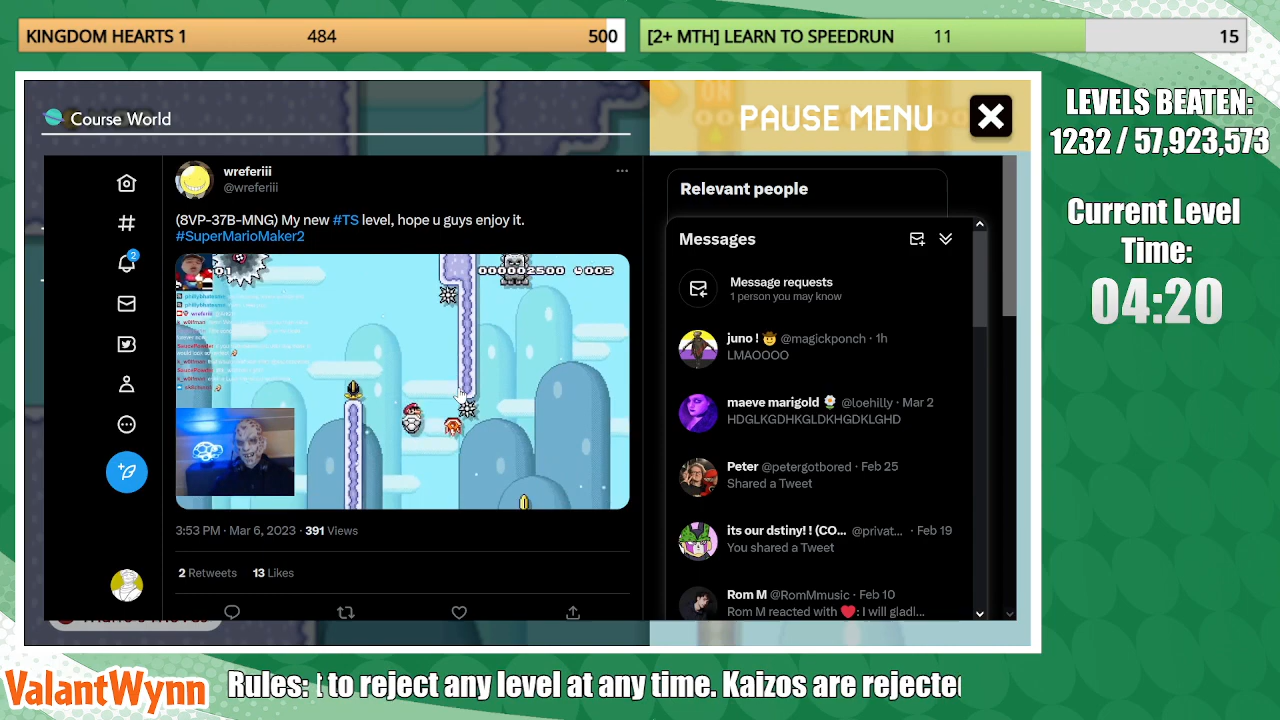 KINGDOM HEARTS 1 484 500
[2+ MTH] LEARN TO SPEEDRUN 11 15
Course World
PAUSE MENU
LEVELS BEATEN:
1232 / 57,923,573
Current Level
Time:
04:20
wreferiii
@wreferiii
(8VP-37B-MNG) My new #TS level, hope u guys enjoy it.
#SuperMarioMaker2
01
000002500
003
3:53 PM · Mar 6, 2023 · 391 Views
2 Retweets 13 Likes
2
Relevant people
Messages
Message requests
1 person you may know
juno ! 🤠 @magickponch · 1h
LMAOOOO
maeve marigold 🌼 @loehilly · Mar 2
HDGLKGDHKGLDKHGDKLGHD
Peter @petergotbored · Feb 25
Shared a Tweet
its our dstiny! ! (CO... @privat... · Feb 19
You shared a Tweet
Rom M @RomMmusic · Feb 10
Rom M reacted with ❤️: I will gladl...
ValantWynn
Rules: to reject any level at any time. Kaizos are rejected